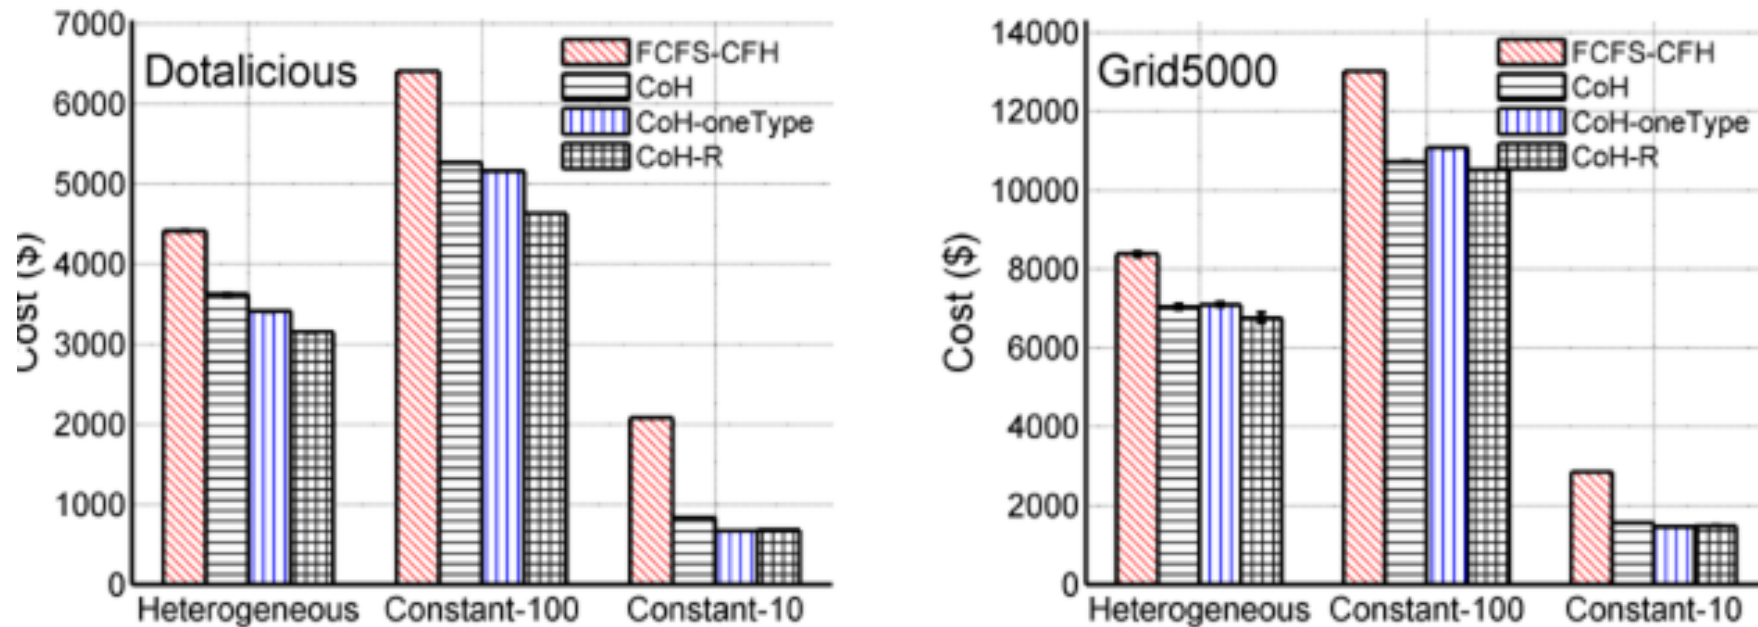 7000
6000
5000
4000
3000
2000
1000
0
Cost ($)
Dotalicious
FCFS-CFH
CoH
CoH-oneType
CoH-R
Heterogeneous Constant-100 Constant-10
14000
12000
10000
8000
6000
4000
2000
0
Cost ($)
Grid5000
FCFS-CFH
CoH
CoH-oneType
CoH-R
Heterogeneous Constant-100 Constant-10